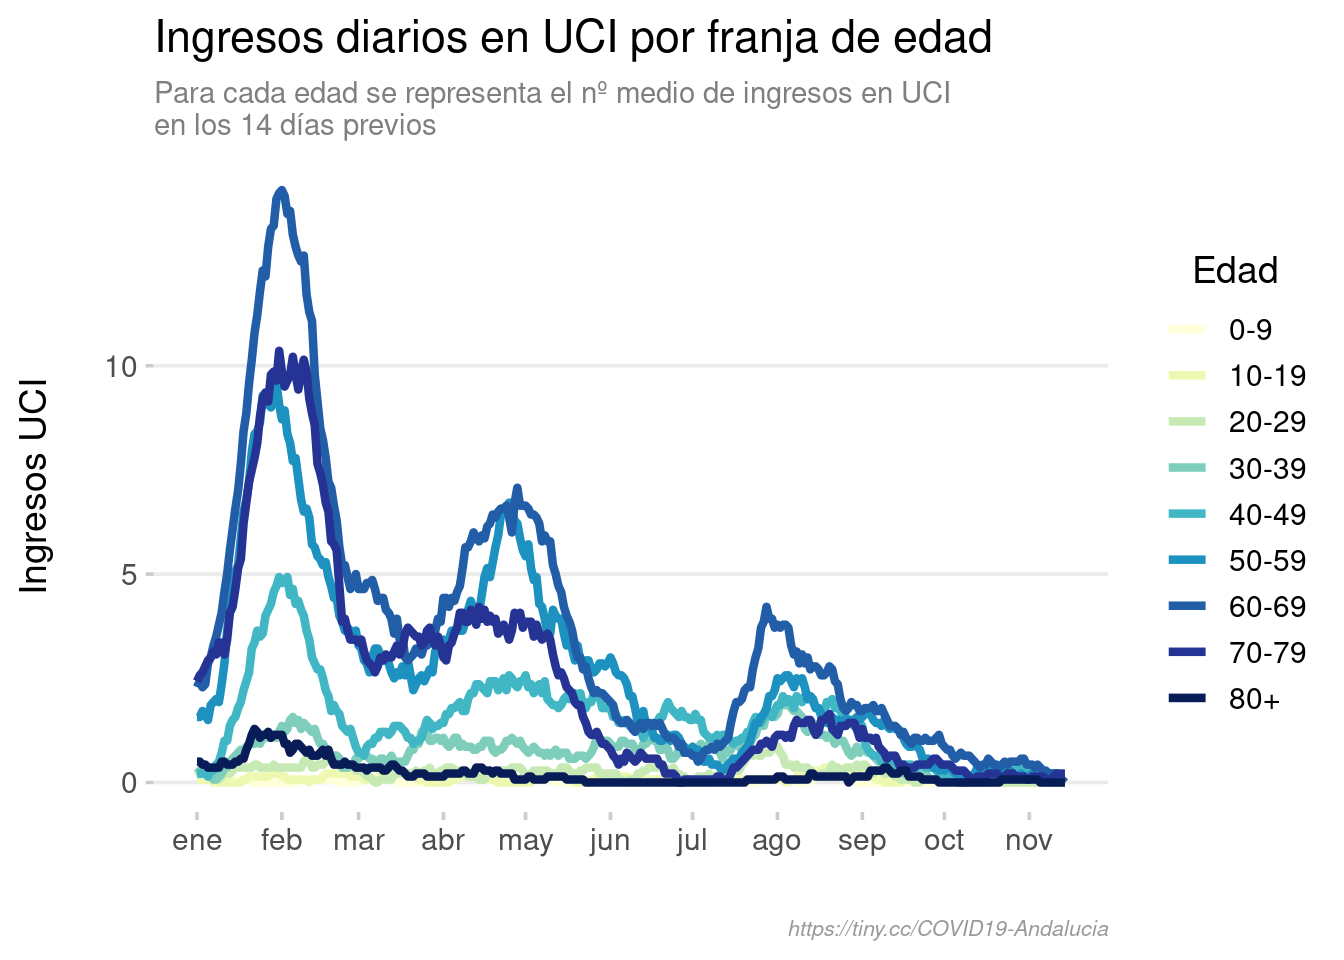 Ingresos diarios en UCI por franja de edad
Para cada edad se representa el nº medio de ingresos en UCI
en los 14 días previos
Ingresos UCI
10
5
0
ene feb mar abr may jun jul ago sep oct nov
Edad
0-9
10-19
20-29
30-39
40-49
50-59
60-69
70-79
80+
https://tiny.cc/COVID19-Andalucia